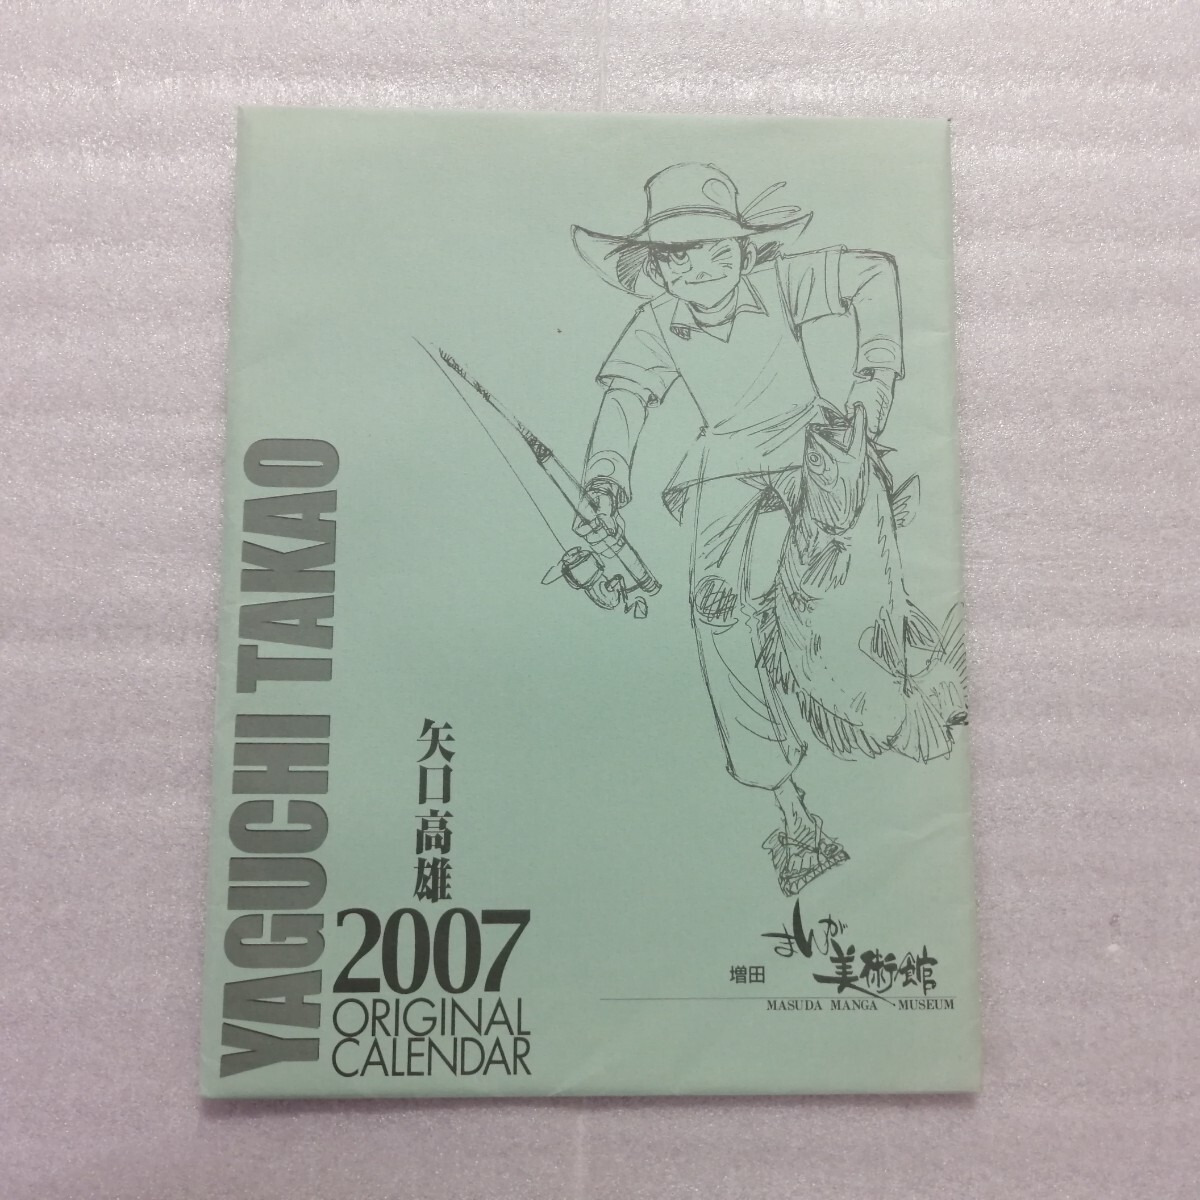 YAGUCHI TAKAO
矢口高雄
2007
ORIGINAL
CALENDAR
増田
まんが
美術館
MASUDA MANGA MUSEUM